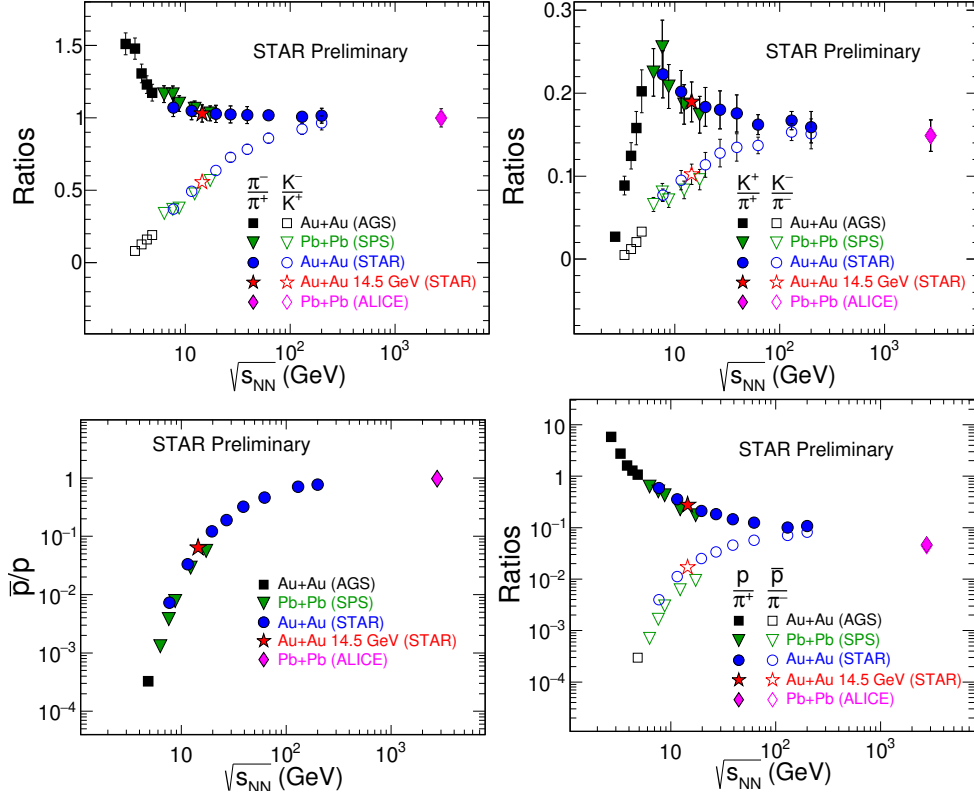 STAR Preliminary
1.5
1
0.5
0
Ratios
π⁻ K⁻
π⁺ K⁺
Au+Au (AGS)
Pb+Pb (SPS)
Au+Au (STAR)
Au+Au 14.5 GeV (STAR)
Pb+Pb (ALICE)
10 10² 10³
√s_NN (GeV)
STAR Preliminary
0.3
0.2
0.1
0
Ratios
K⁺ K⁻
π⁺ π⁻
Au+Au (AGS)
Pb+Pb (SPS)
Au+Au (STAR)
Au+Au 14.5 GeV (STAR)
Pb+Pb (ALICE)
10 10² 10³
√s_NN (GeV)
STAR Preliminary
1
10⁻¹
10⁻²
10⁻³
10⁻⁴
p̅/p
Au+Au (AGS)
Pb+Pb (SPS)
Au+Au (STAR)
Au+Au 14.5 GeV (STAR)
Pb+Pb (ALICE)
10 10² 10³
√s_NN (GeV)
STAR Preliminary
10
1
10⁻¹
10⁻²
10⁻³
10⁻⁴
Ratios
p p̅
π⁺ π⁻
Au+Au (AGS)
Pb+Pb (SPS)
Au+Au (STAR)
Au+Au 14.5 GeV (STAR)
Pb+Pb (ALICE)
10 10² 10³
√s_NN (GeV)